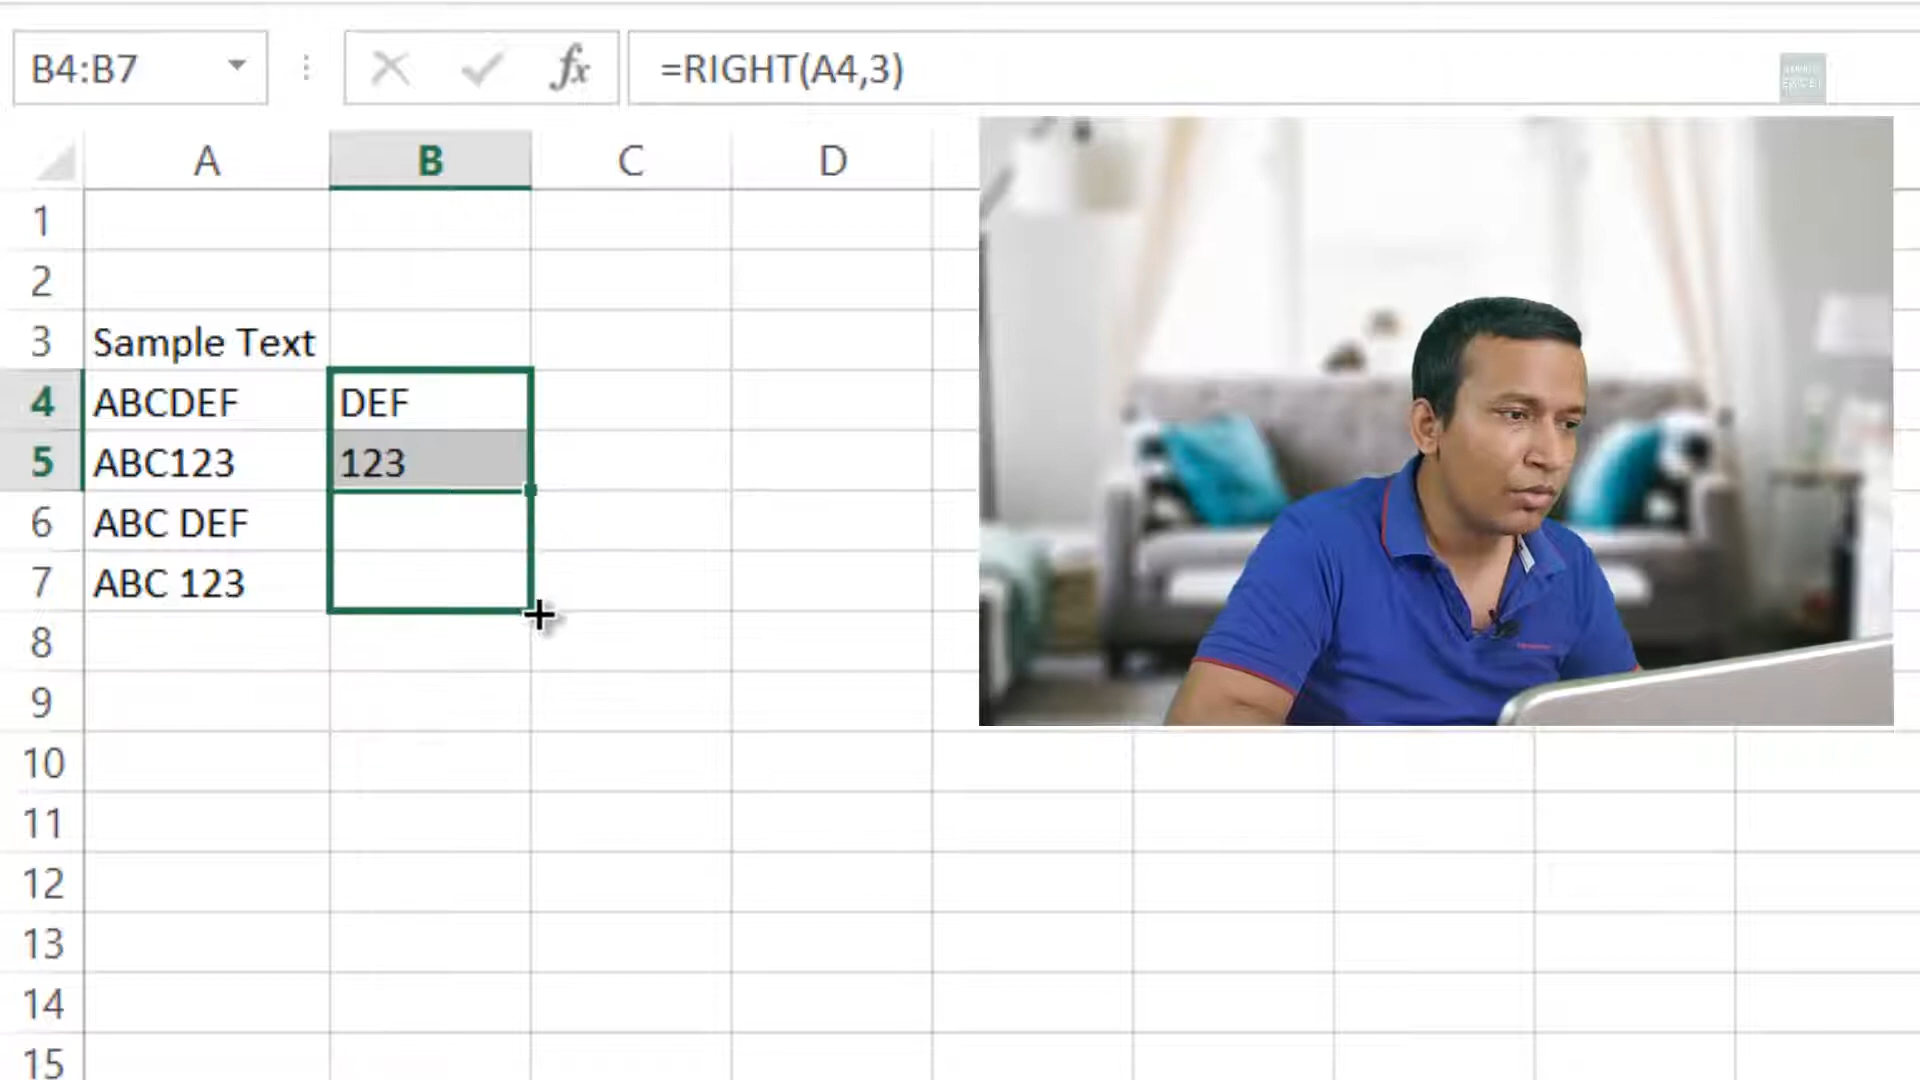 B4:B7 fx =RIGHT(A4,3)
A B C D
1
2
3 Sample Text
4 ABCDEF DEF
5 ABC123 123
6 ABC DEF
7 ABC 123
8
9
10
11
12
13
14
15